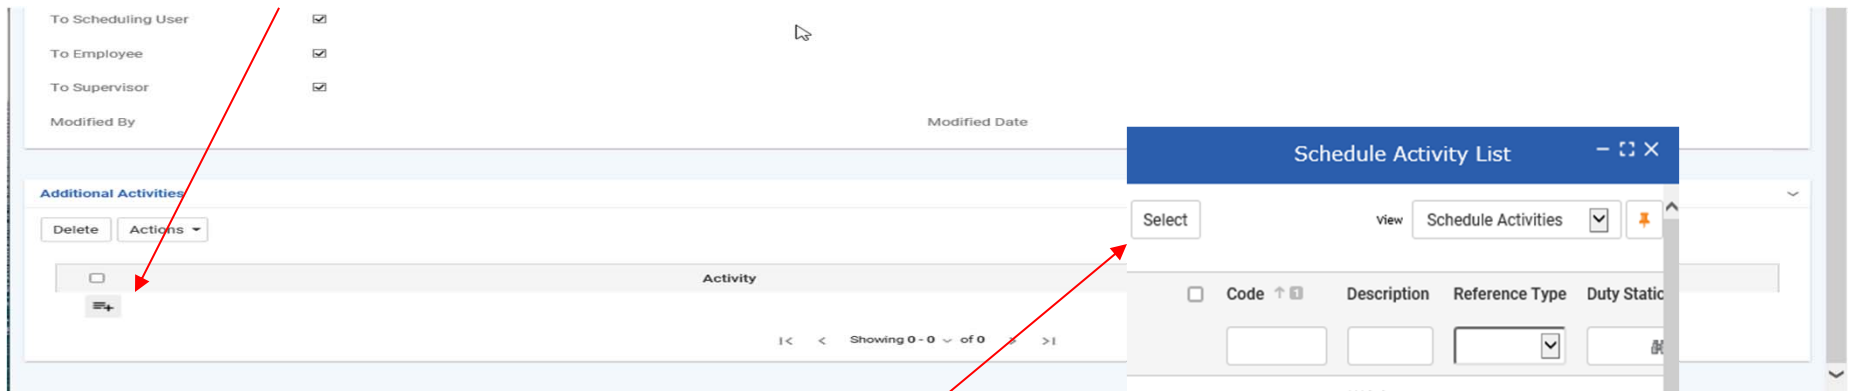 To Scheduling User
To Employee
To Supervisor
Modified By Modified Date
Additional Activities
Delete Actions
Activity
Showing 0 - 0 of 0
Schedule Activity List
Select View Schedule Activities
Code 1 Description Reference Type Duty Static